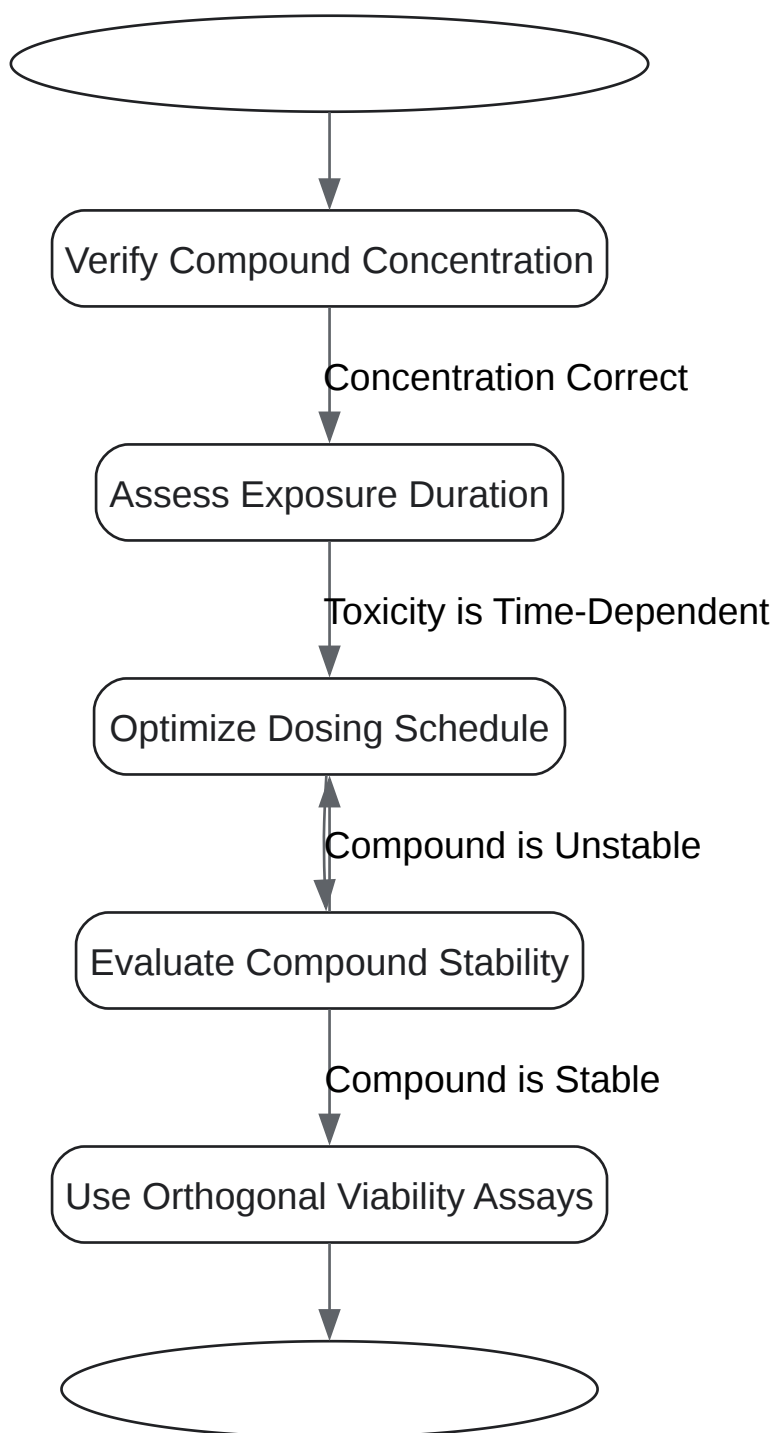 Verify Compound Concentration
Concentration Correct
Assess Exposure Duration
Toxicity is Time-Dependent
Optimize Dosing Schedule
Compound is Unstable
Evaluate Compound Stability
Compound is Stable
Use Orthogonal Viability Assays